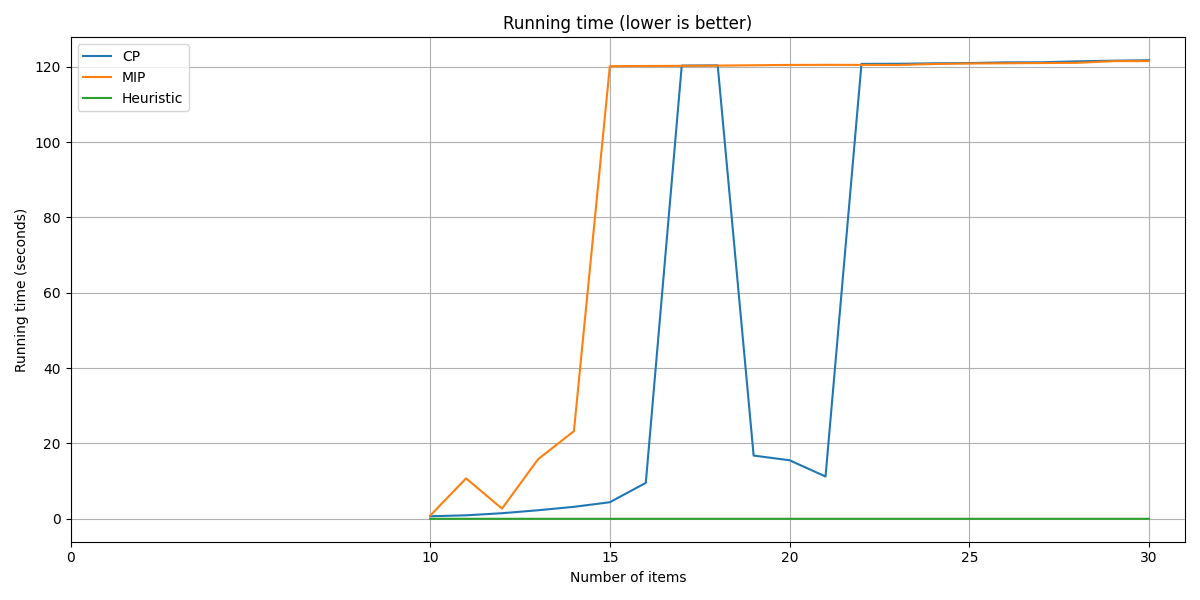 Running time (lower is better)
CP
MIP
Heuristic
Running time (seconds)
120
100
80
60
40
20
0
0
10
15
20
25
30
Number of items